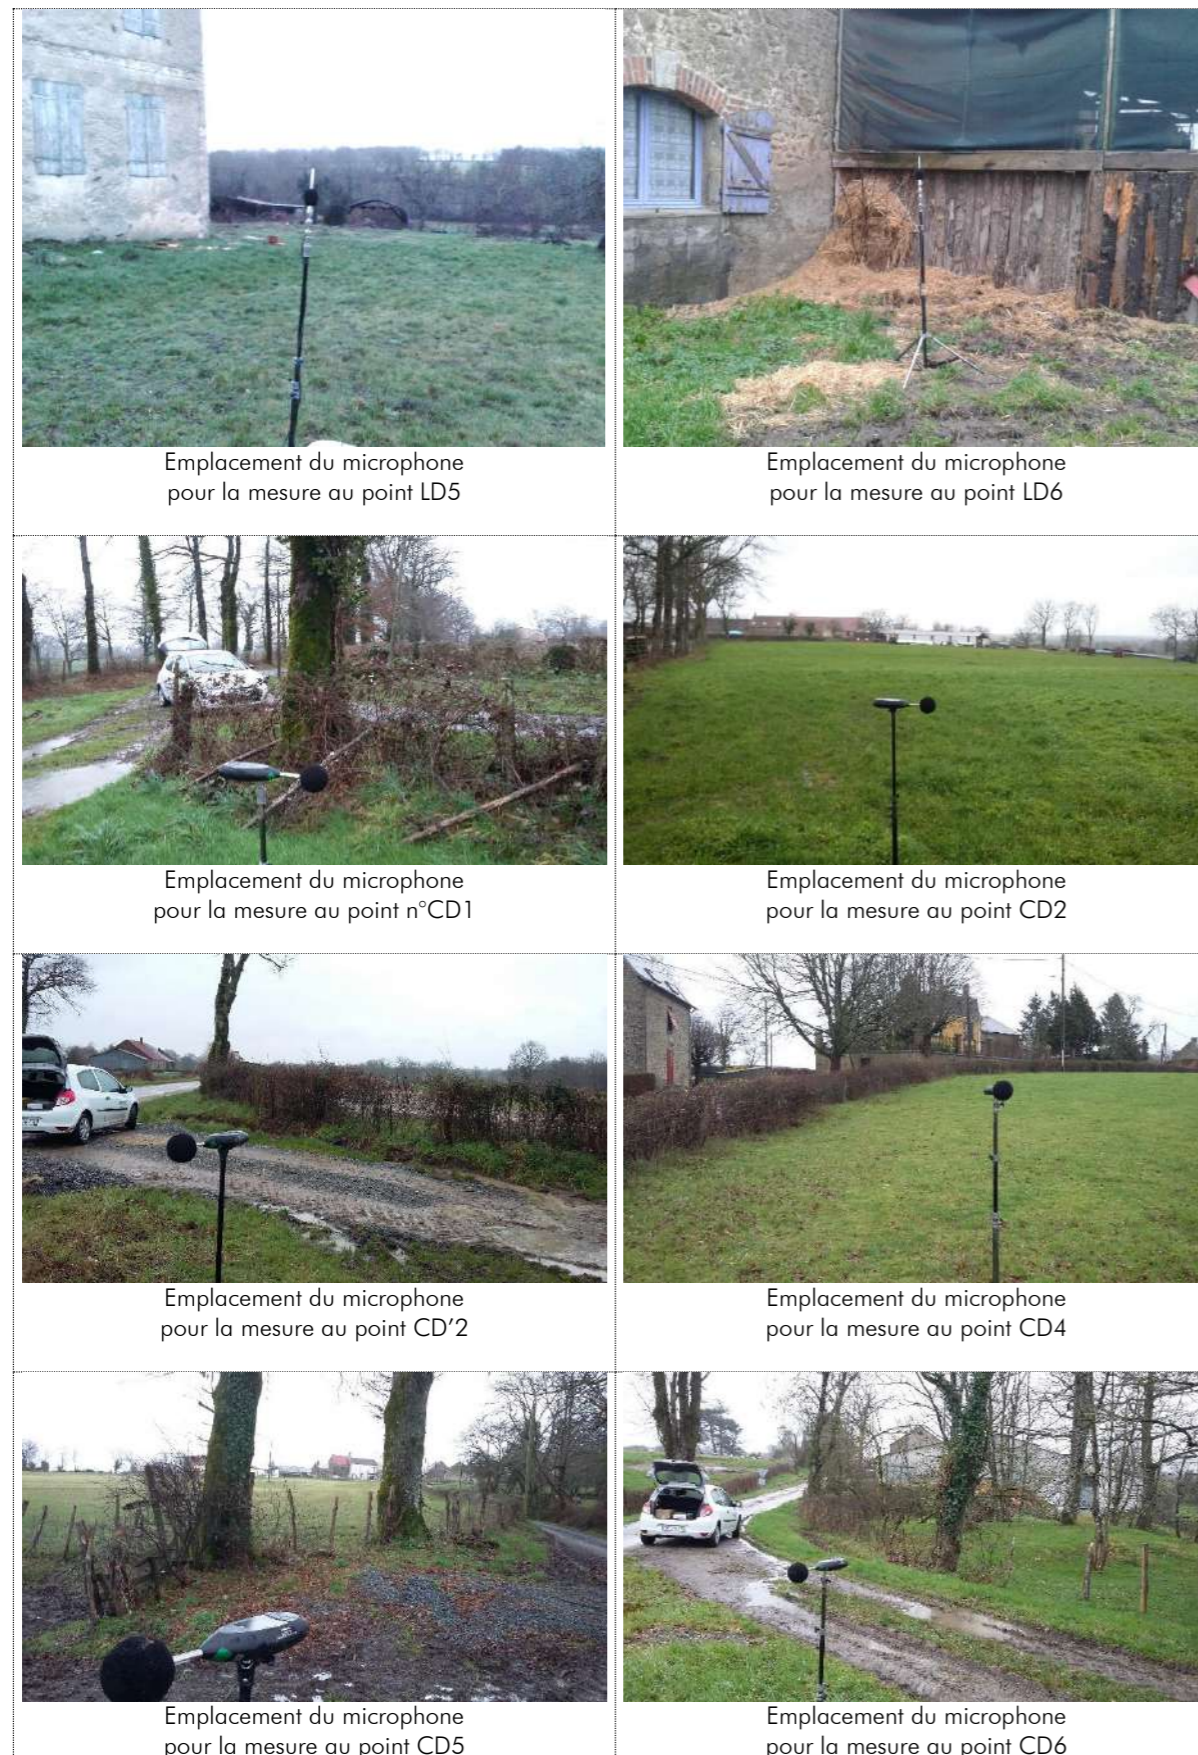 Emplacement du microphone
pour la mesure au point LD5
Emplacement du microphone
pour la mesure au point LD6
Emplacement du microphone
pour la mesure au point n°CD1
Emplacement du microphone
pour la mesure au point CD2
Emplacement du microphone
pour la mesure au point CD’2
Emplacement du microphone
pour la mesure au point CD4
Emplacement du microphone
pour la mesure au point CD5
Emplacement du microphone
pour la mesure au point CD6